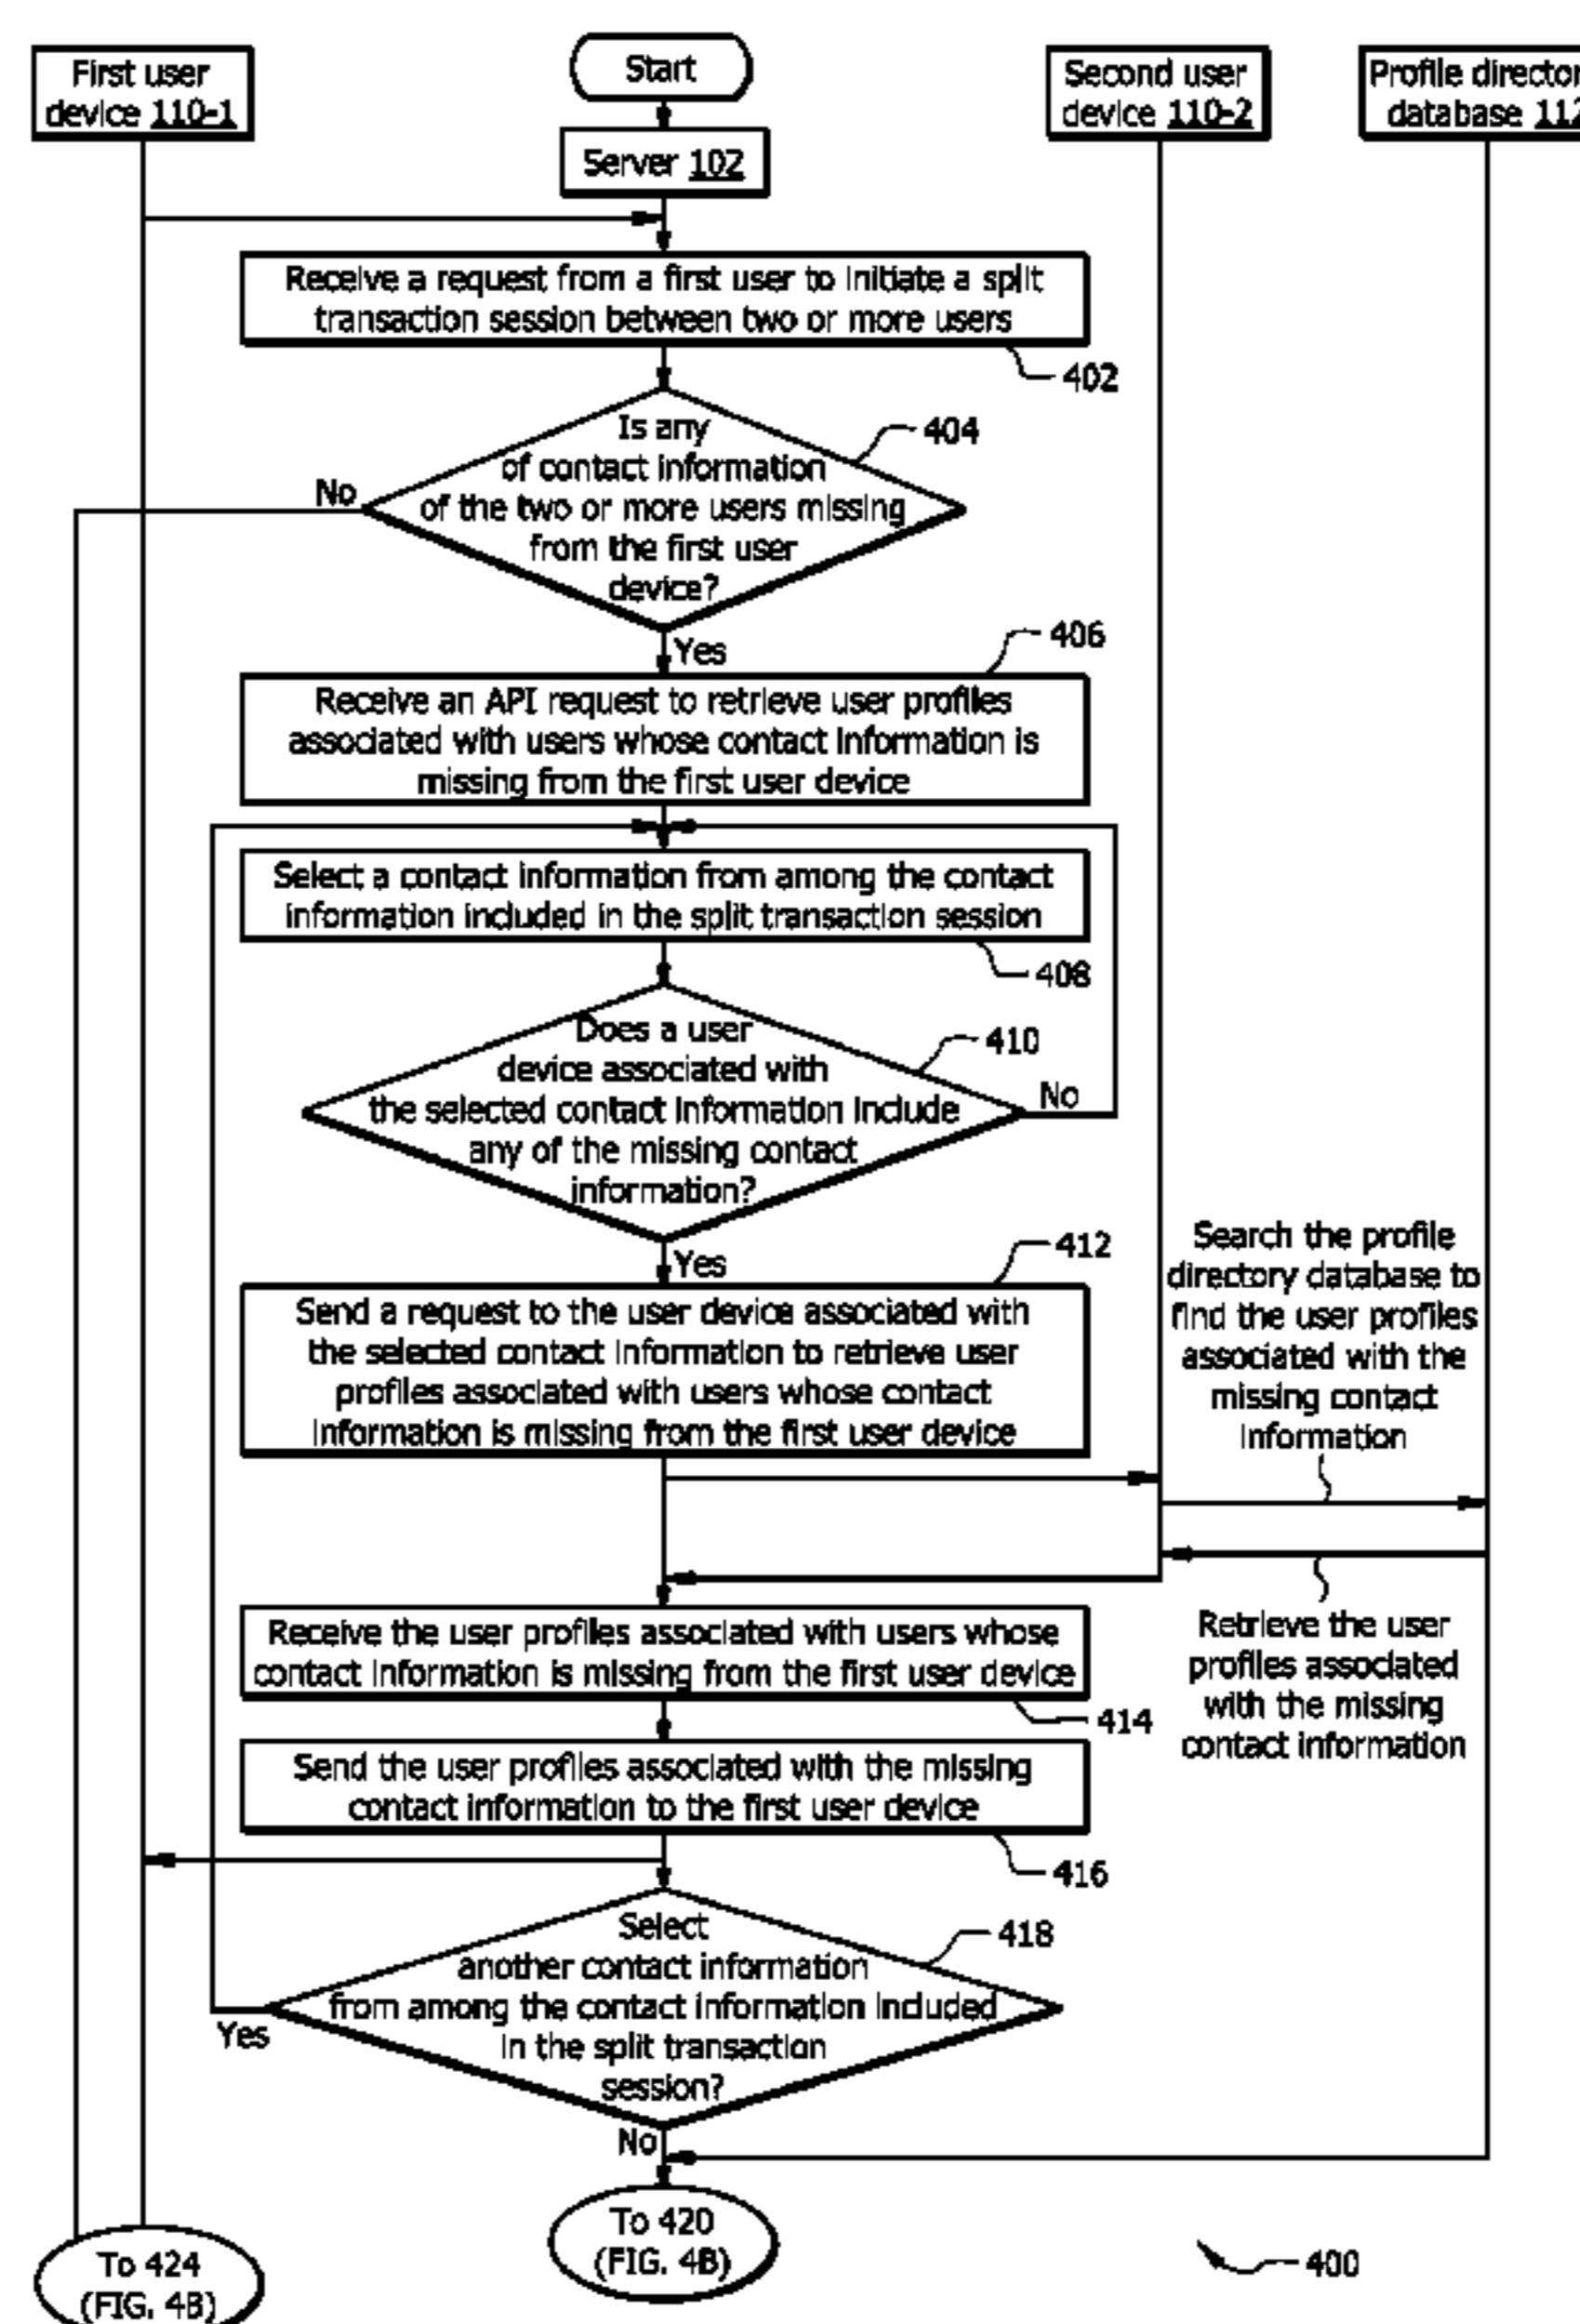 First user
device 110-1
Start
Server 102
Second user
device 110-2
Profile director
database 112
Receive a request from a first user to initiate a split
transaction session between two or more users
402
Is any
of contact information
of the two or more users missing
from the first user
device?
404
No
Yes
406
Receive an API request to retrieve user profiles
associated with users whose contact information is
missing from the first user device
Select a contact information from among the contact
information included in the split transaction session
408
Does a user
device associated with
the selected contact information include
any of the missing contact
information?
410
No
Yes
412
Send a request to the user device associated with
the selected contact information to retrieve user
profiles associated with users whose contact
information is missing from the first user device
Search the profile
directory database to
find the user profiles
associated with the
missing contact
information
Receive the user profiles associated with users whose
contact information is missing from the first user device
414
Retrieve the user
profiles associated
with the missing
contact information
Send the user profiles associated with the missing
contact information to the first user device
416
Select
another contact information
from among the contact information included
in the split transaction
session?
418
Yes
No
To 424
(FIG. 4B)
To 420
(FIG. 4B)
400